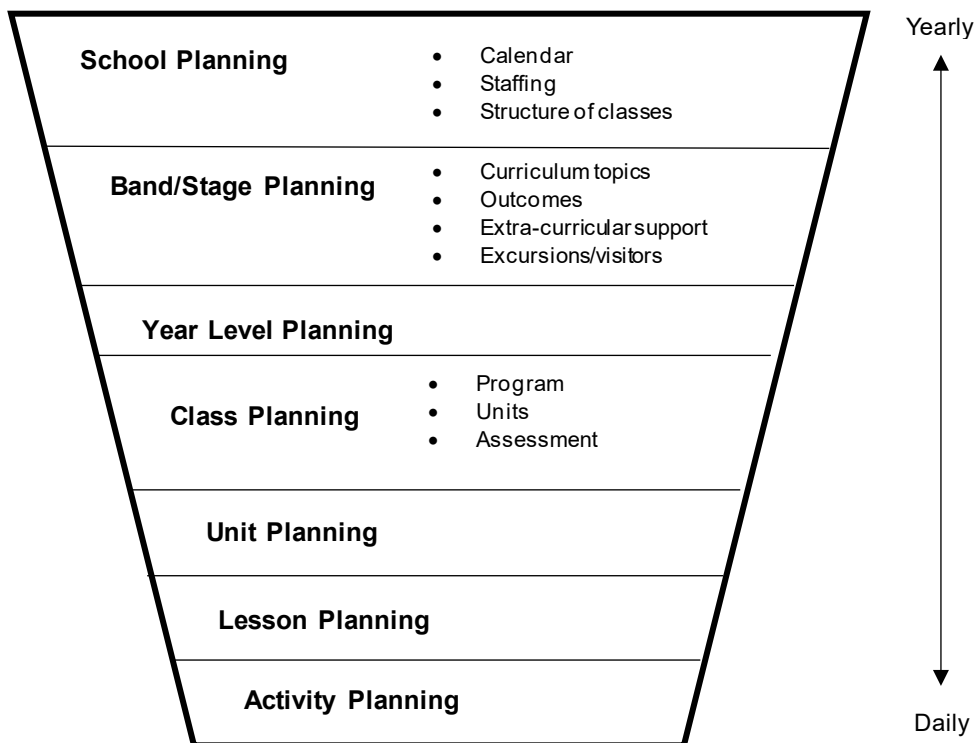 Yearly
School Planning
• Calendar
• Staffing
• Structure of classes
Band/Stage Planning
• Curriculum topics
• Outcomes
• Extra-curricular support
• Excursions/visitors
Year Level Planning
Class Planning
• Program
• Units
• Assessment
Unit Planning
Lesson Planning
Activity Planning
Daily